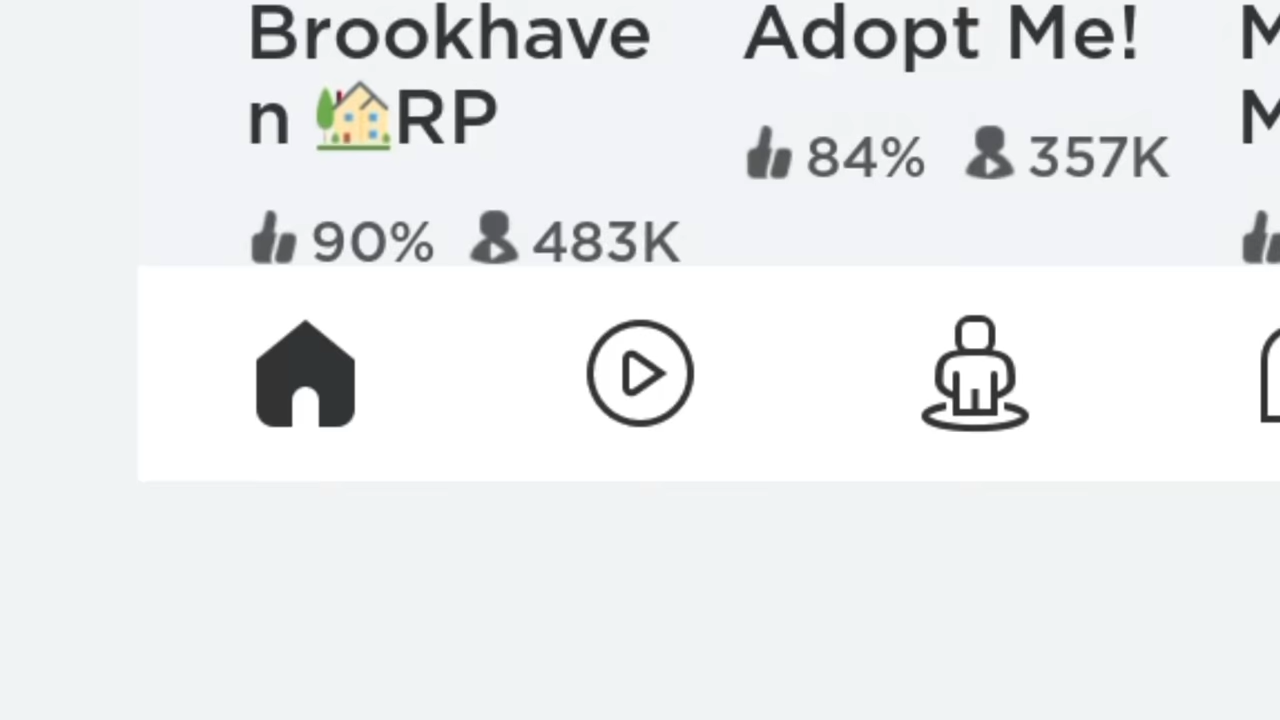 Brookhave
n 🏡RP
90% 483K
Adopt Me!
84% 357K
M
M